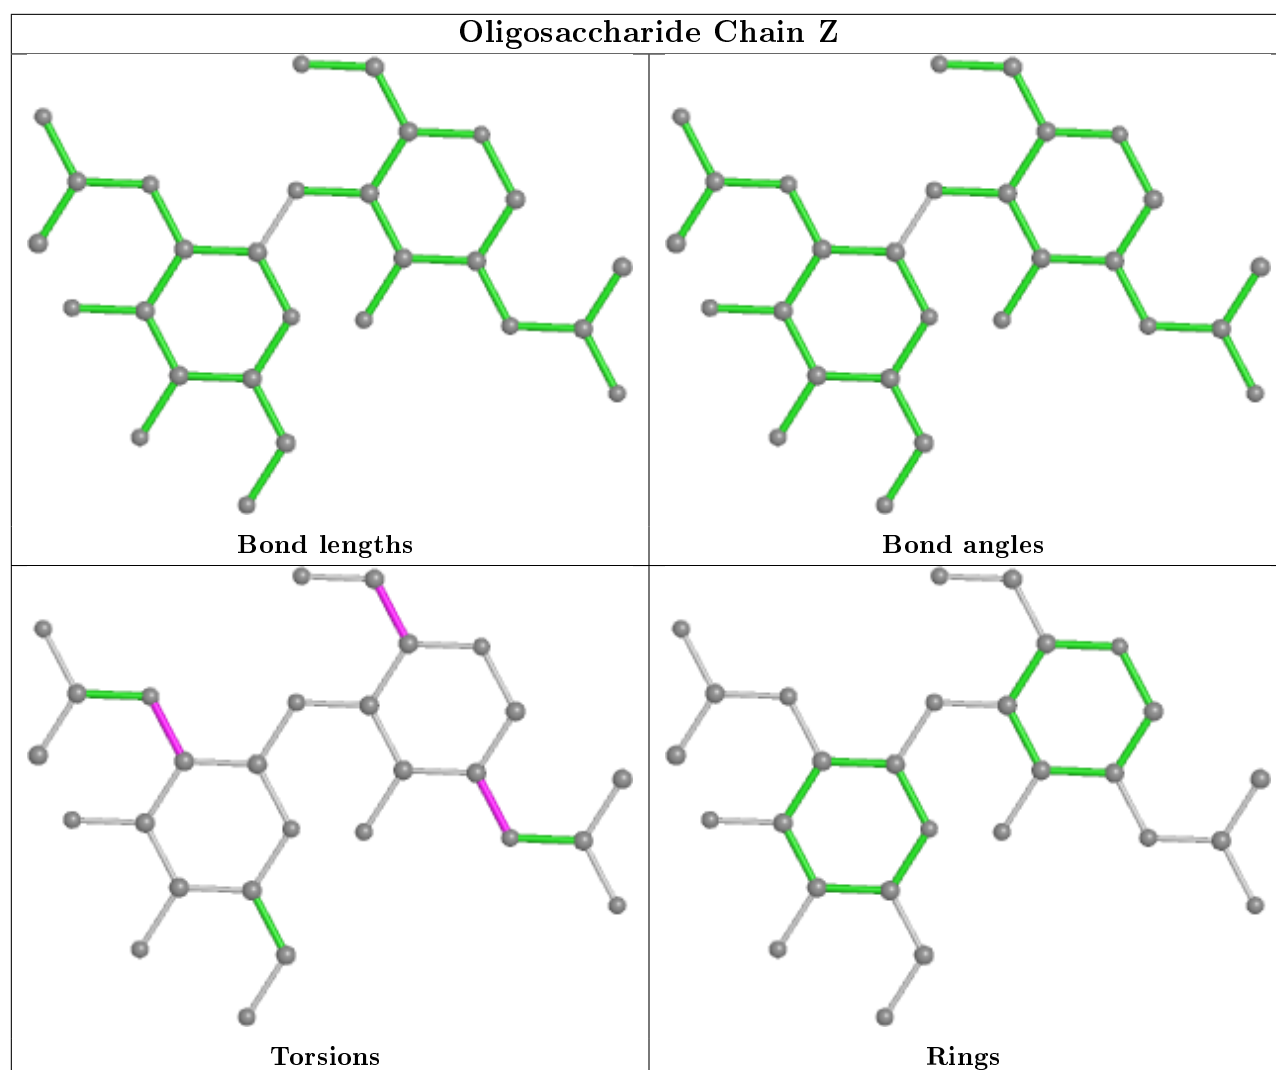 Oligosaccharide Chain Z
Bond lengths
Bond angles
Torsions
Rings